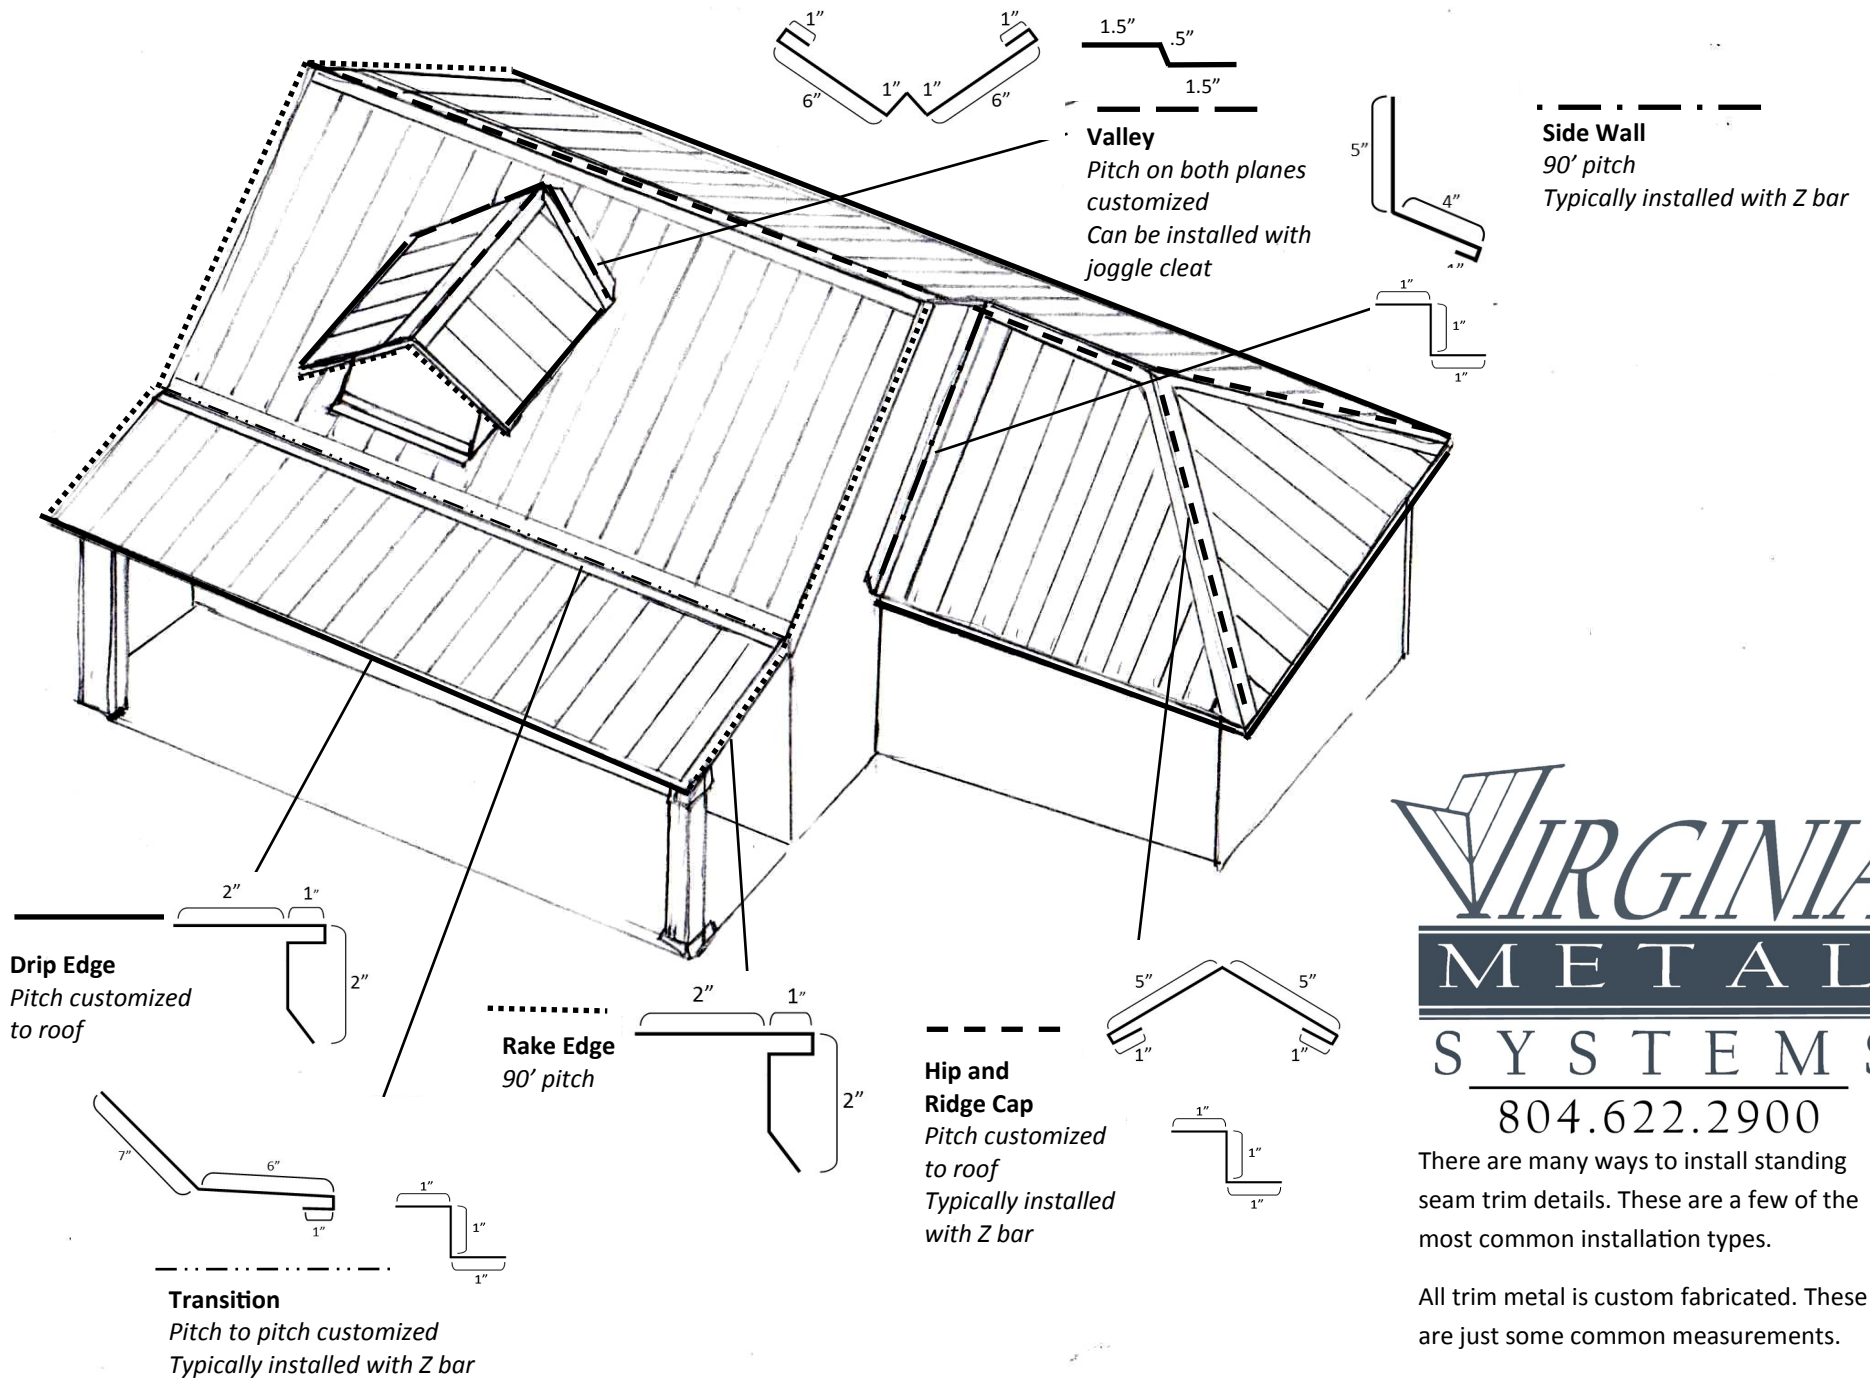 1” 1”
6” 1” 1” 6”
1.5”
.5”
1.5”
Valley
Pitch on both planes
customized
Can be installed with
joggle cleat
5”
4”
1”
1”
1”
Side Wall
90’ pitch
Typically installed with Z bar
2” 1”
2”
Drip Edge
Pitch customized
to roof
7”
6”
1”
1”
1”
1”
Transition
Pitch to pitch customized
Typically installed with Z bar
Rake Edge
90’ pitch
2” 1”
2”
Hip and
Ridge Cap
Pitch customized
to roof
Typically installed
with Z bar
5” 5”
1” 1”
1”
1”
1”
VIRGINIA
METAL
SYSTEMS
804.622.2900
There are many ways to install standing
seam trim details. These are a few of the
most common installation types.
All trim metal is custom fabricated. These
are just some common measurements.